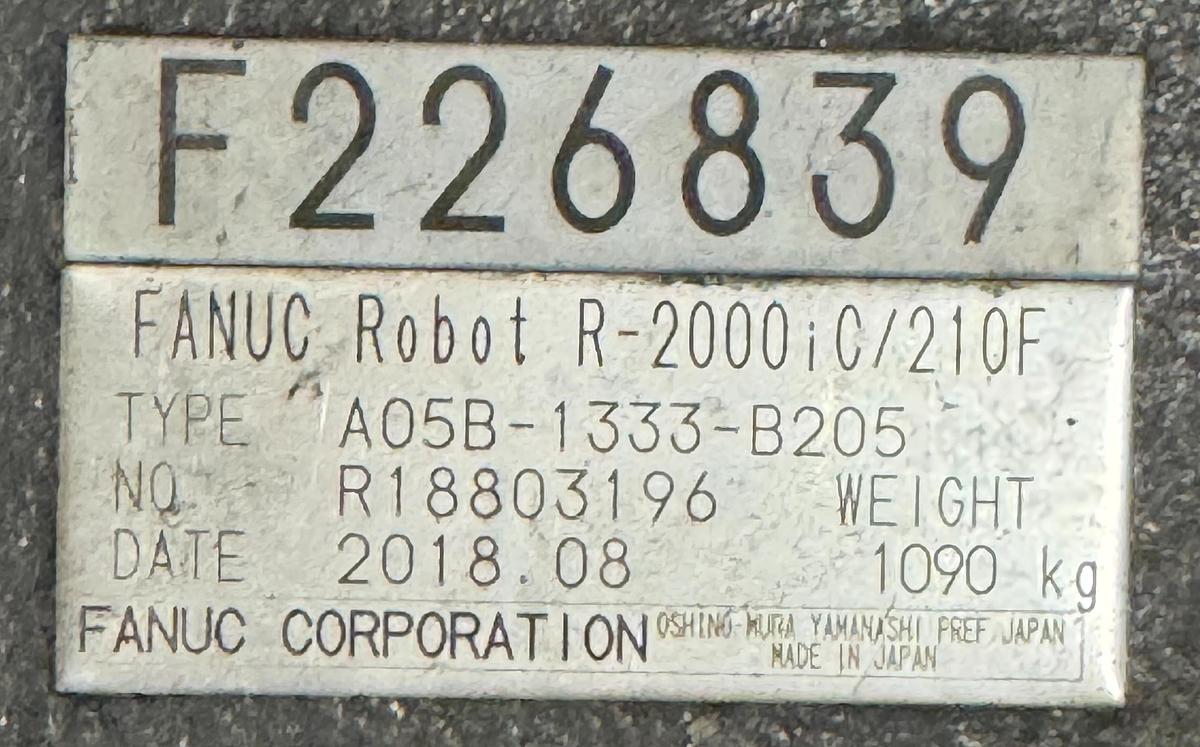 F226839
FANUC Robot R-2000iC/210F
TYPE A05B-1333-B205
NO. R18803196 WEIGHT
DATE 2018.08 1090 kg
FANUC CORPORATION OSHINO-MURA YAMANASHI PREF JAPAN
MADE IN JAPAN